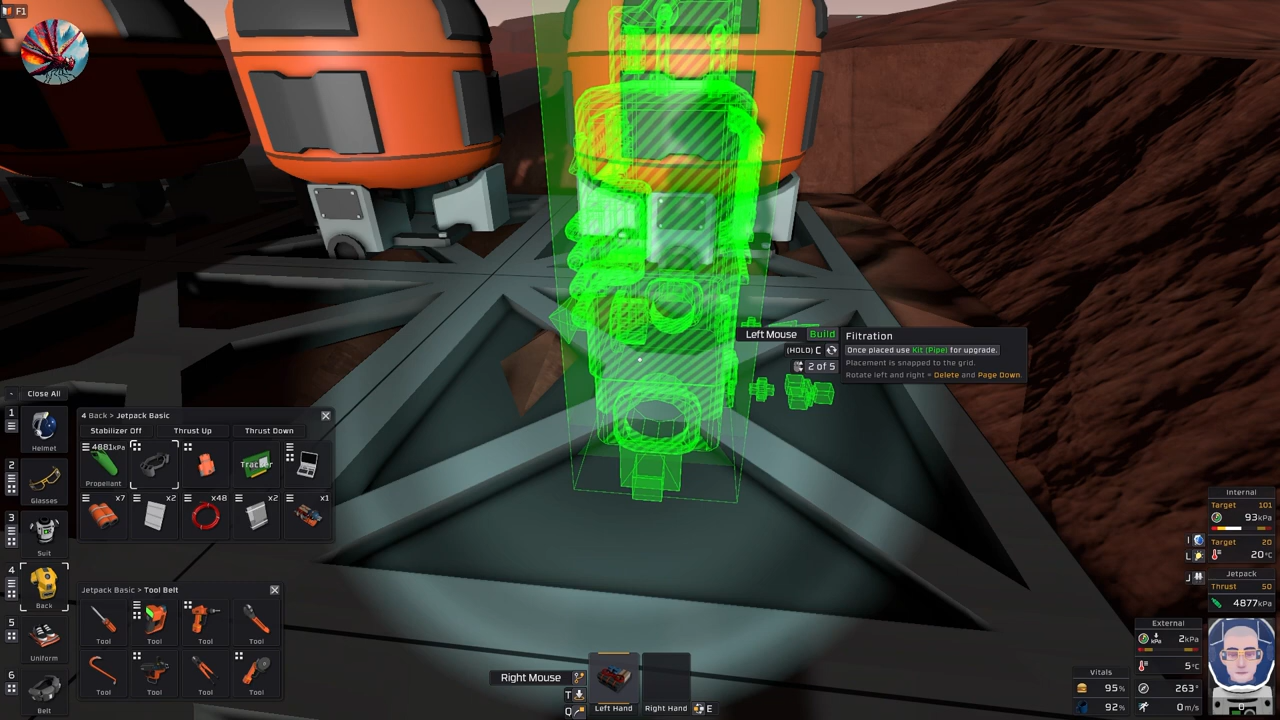 F1
Left Mouse Build
(HOLD) C
2 of 5
Filtration
Once placed use Kit (Pipe) for upgrade.
Placement is snapped to the grid.
Rotate left and right = Delete and Page Down.
- Close All
1
Helmet
2
Glasses
3
Suit
4
Back
5
Uniform
6
Belt
4 Back > Jetpack Basic
Stabilizer Off Thrust Up Thrust Down
4881kPa
Propellant
Tracker
x7 x2 x48 x2 x1
Jetpack Basic > Tool Belt
Tool Tool Tool Tool
Tool Tool Tool Tool
Right Mouse
T
Q
Left Hand Right Hand E
Internal
Target 101
93kPa
Target 20
20°C
I
L
Jetpack
J
Thrust 50
4877kPa
External
kPa 2kPa
5°C
Vitals
95% 263°
92% 0m/s
0